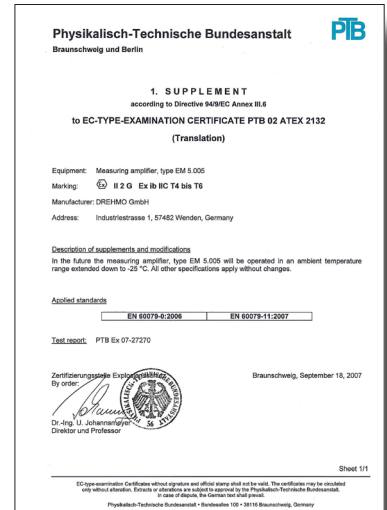 Physikalisch-Technische Bundesanstalt
PTB
Braunschweig und Berlin
1. SUPPLEMENT
according to Directive 94/9/EC Annex III.6
to EC-TYPE-EXAMINATION CERTIFICATE PTB 02 ATEX 2132
(Translation)
Equipment: Measuring amplifier, type EM 5.005
Marking: Ex II 2 G Ex ib IIC T4 bis T6
Manufacturer: DREHMO GmbH
Address: Industriestrasse 1, 57482 Wenden, Germany
Description of supplements and modifications
In the future the measuring amplifier, type EM 5.005 will be operated in an ambient temperature
range extended down to -25 °C. All other specifications apply without changes.
Applied standards
EN 60079-0:2006 EN 60079-11:2007
Test report: PTB Ex 07-27270
Zertifizierungsstelle Explosionsschutz Braunschweig, September 18, 2007
By order:
Dr.-Ing. U. Johannsmeyer
Direktor und Professor
56
Sheet 1/1
EC-type-examination Certificates without signature and official stamp shall not be valid. The certificates may be circulated
only without alteration. Extracts or alterations are subject to approval by the Physikalisch-Technische Bundesanstalt.
In case of dispute, the German text shall prevail.
Physikalisch-Technische Bundesanstalt • Bundesallee 100 • 38116 Braunschweig, Germany